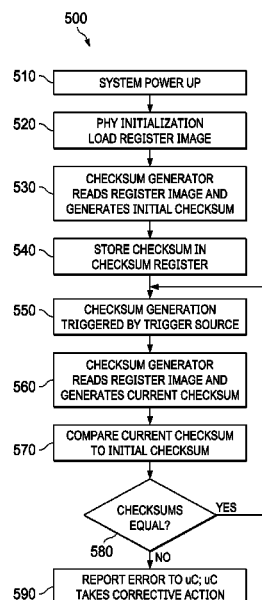 500
510
SYSTEM POWER UP
520
PHY INITIALIZATION
LOAD REGISTER IMAGE
530
CHECKSUM GENERATOR
READS REGISTER IMAGE AND
GENERATES INITIAL CHECKSUM
540
STORE CHECKSUM IN
CHECKSUM REGISTER
550
CHECKSUM GENERATION
TRIGGERED BY TRIGGER SOURCE
560
CHECKSUM GENERATOR
READS REGISTER IMAGE AND
GENERATES CURRENT CHECKSUM
570
COMPARE CURRENT CHECKSUM
TO INITIAL CHECKSUM
CHECKSUMS
EQUAL?
YES
580
NO
590
REPORT ERROR TO uC; uC
TAKES CORRECTIVE ACTION